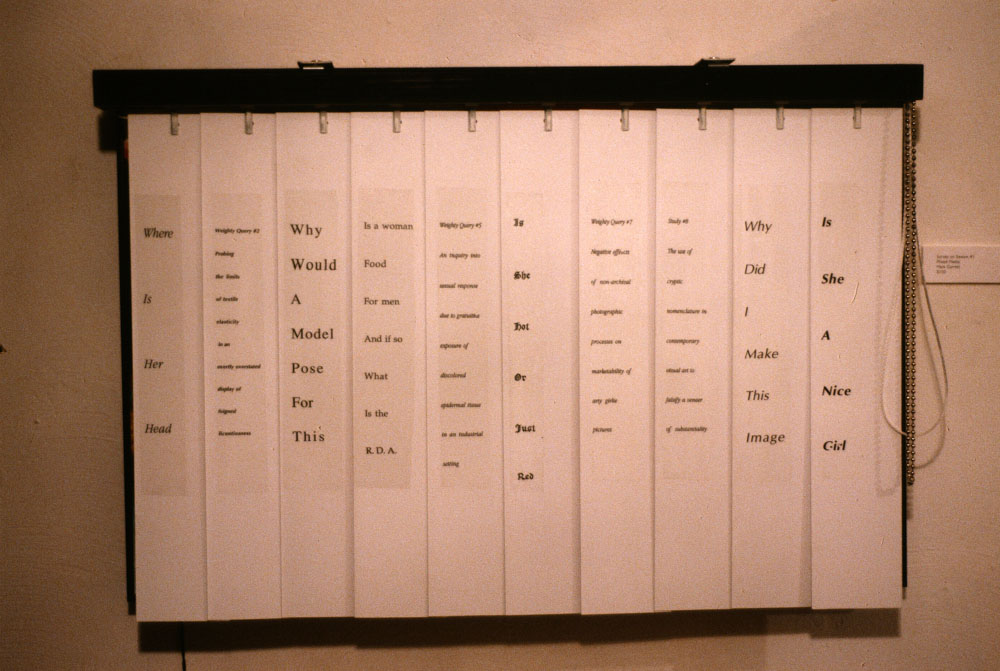 Where
Is
Her
Head
Weighty Query #2
Probing
the limits
of textile
elasticity
in an
overtly overstated
display of
feigned
licentiousness
Why
Would
A
Model
Pose
For
This
Is a woman
Food
For men
And if so
What
Is the
R. D. A.
Weighty Query #5
An inquiry into
sexual response
due to gratuitous
exposure of
discolored
epidermal tissue
in an industrial
setting
Is
She
Hot
Or
Just
Red
Weighty Query #7
Negative effects
of non-archival
photographic
processes on
marketability of
any girlie
pictures
Study #8
The use of
cryptic
nomenclature in
contemporary
visual art to
falsify a sense
of substantiality
Why
Did
I
Make
This
Image
Is
She
A
Nice
Girl